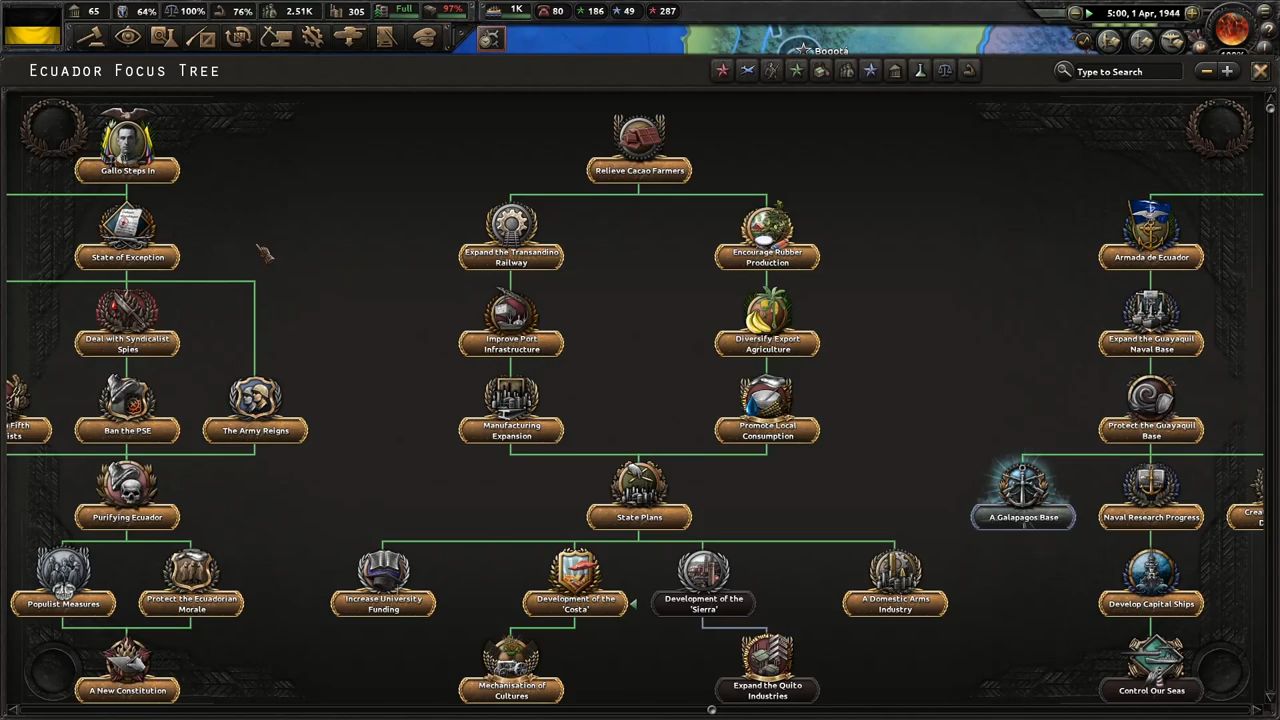 65
64%
100%
76%
2.51K
305
Full
97%
1K
80
186
49
287
5:00, 1 Apr, 1944
Bogotá
Ecuador Focus Tree
Type to Search
Gallo Steps In
Relieve Cacao Farmers
State of Exception
Expand the Transandino
Railway
Encourage Rubber
Production
Armada de Ecuador
Deal with Syndicalist
Spies
Improve Port
Infrastructure
Diversify Export
Agriculture
Expand the Guayaquil
Naval Base
Fifth
ists
Ban the PSE
The Army Reigns
Manufacturing
Expansion
Promote Local
Consumption
Protect the Guayaquil
Base
Purifying Ecuador
State Plans
A Galapagos Base
Naval Research Progress
Crea
Populist Measures
Protect the Ecuadorian
Morale
Increase University
Funding
Development of the
'Costa'
Development of the
'Sierra'
A Domestic Arms
Industry
Develop Capital Ships
A New Constitution
Mechanisation of
Cultures
Expand the Quito
Industries
Control Our Seas